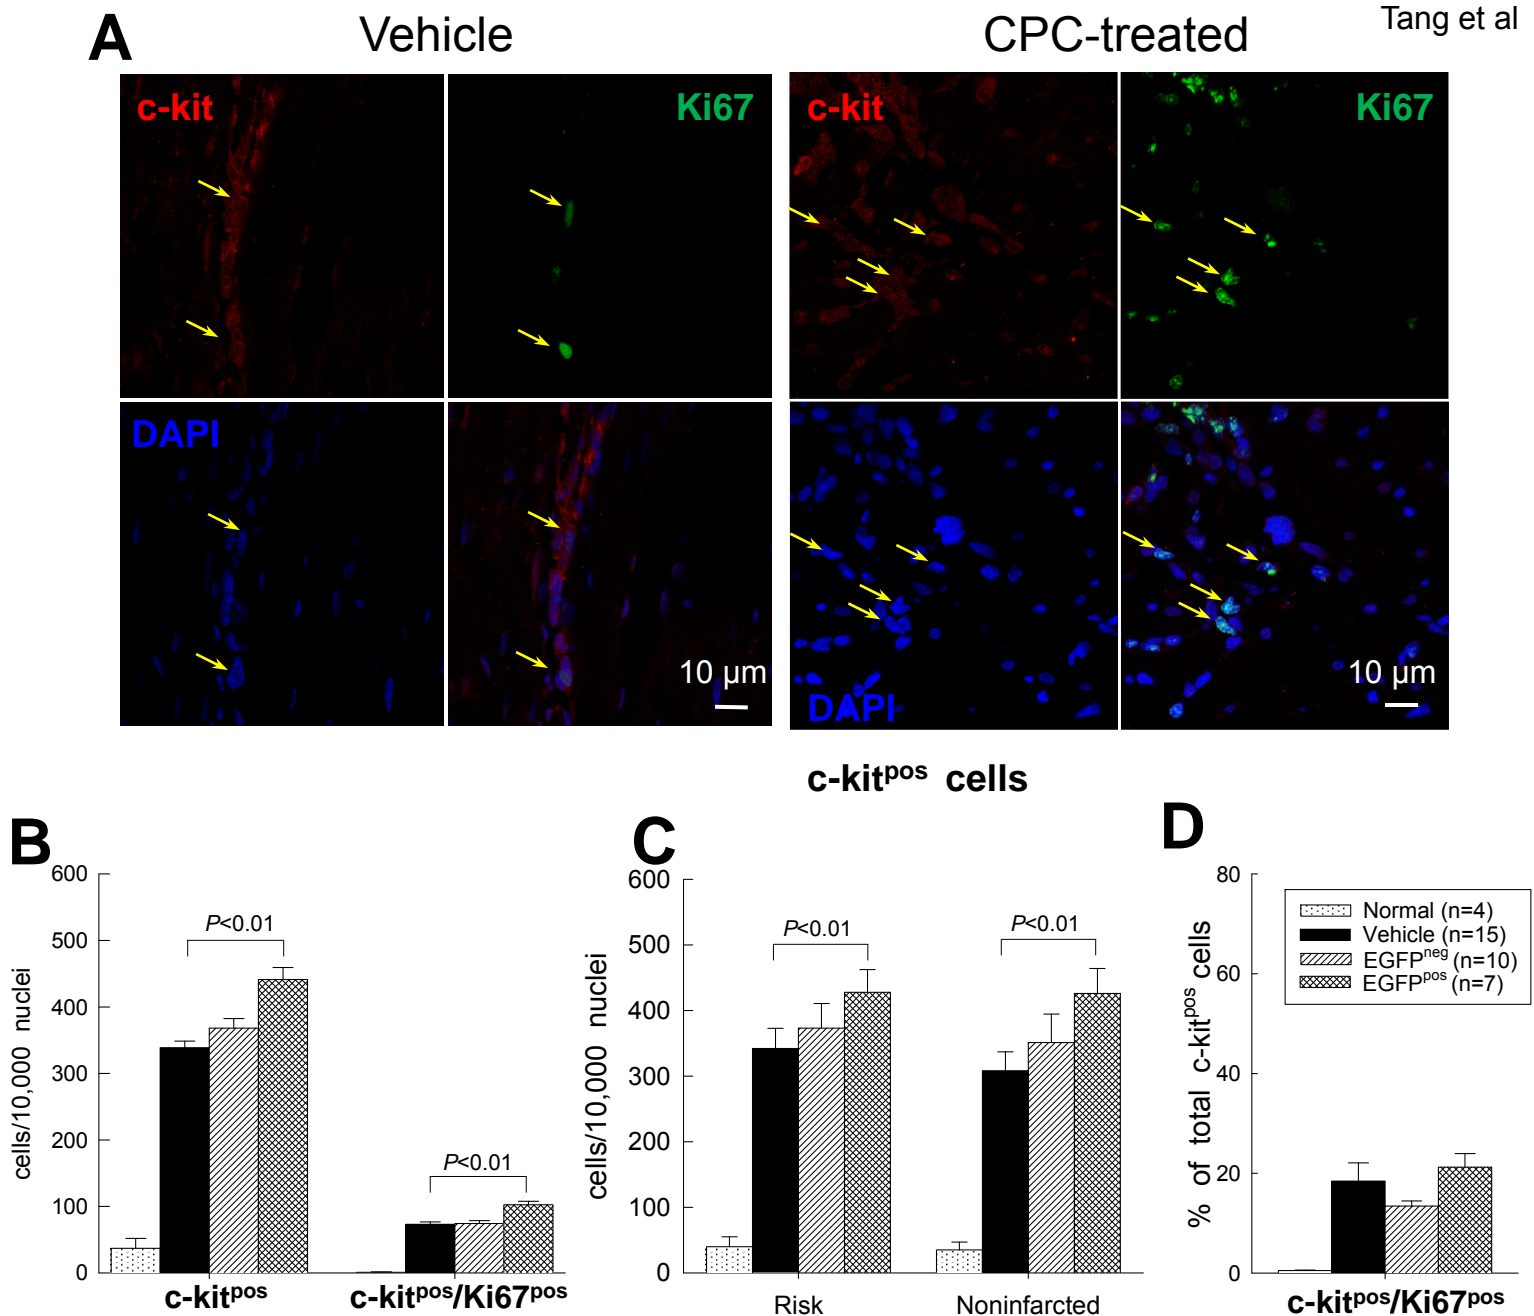 Tang et al
A
Vehicle
CPC-treated
c-kit
Ki67
c-kit
Ki67
DAPI
10 µm
DAPI
10 µm
c-kitpos cells
B
600
500
400
300
200
100
0
cells/10,000 nuclei
P<0.01
P<0.01
c-kitpos
c-kitpos/Ki67pos
C
600
500
400
300
200
100
0
cells/10,000 nuclei
P<0.01
P<0.01
Risk
Noninfarcted
D
80
60
40
20
0
% of total c-kitpos cells
Normal (n=4)
Vehicle (n=15)
EGFPneg (n=10)
EGFPpos (n=7)
c-kitpos/Ki67pos